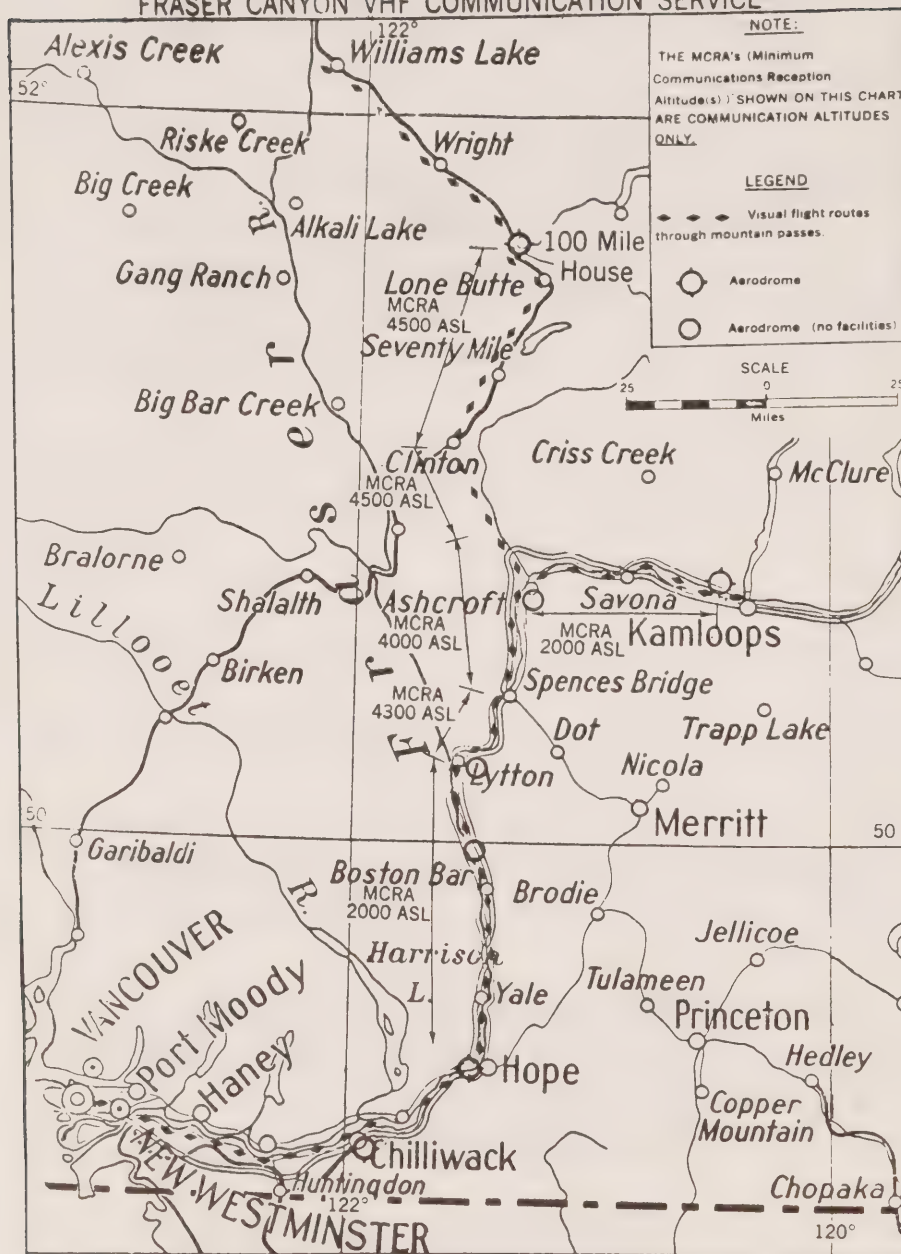 FRASER CANYON VHF COMMUNICATION SERVICE
122°
NOTE:
THE MCRA's (Minimum
Communications Reception
Altitude(s) ) SHOWN ON THIS CHART
ARE COMMUNICATION ALTITUDES
ONLY.
LEGEND
Visual flight routes
through mountain passes.
Aerodrome
Aerodrome (no facilities)
SCALE
25 0 25
Miles
Alexis Creek
Williams Lake
52°
Riske Creek
Wright
Big Creek
Alkali Lake
100 Mile
House
Gang Ranch
Lone Butte
MCRA
4500 ASL
Seventy Mile
Big Bar Creek
Clinton
Criss Creek
McClure
MCRA
4500 ASL
Bralorne
Shalalth
Ashcroft
Savona
Kamloops
MCRA
4000 ASL
MCRA
2000 ASL
Lillooet
R.
Birken
Spences Bridge
MCRA
4300 ASL
Dot
Trapp Lake
Fraser R.
Lytton
Nicola
Merritt
50
50
Garibaldi
Boston Bar
MCRA
2000 ASL
Brodie
Harrison
L.
Jellicoe
VANCOUVER
Port Moody
Haney
Yale
Tulameen
Princeton
Hope
Hedley
Copper
Mountain
Chilliwack
NEW WESTMINSTER
Huntingdon
Chopaka
122°
120°